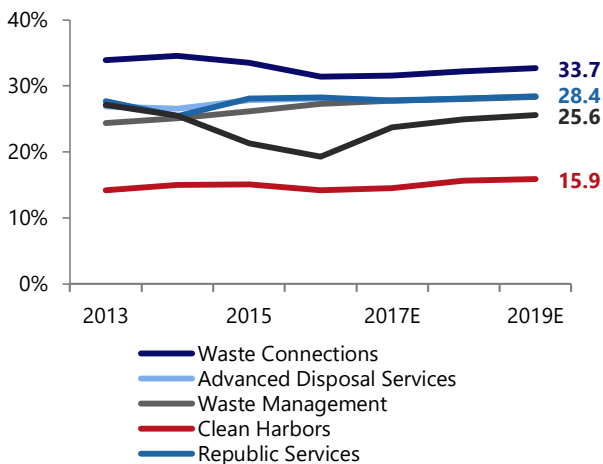 40%
30%
20%
10%
0%
33.7
28.4
25.6
15.9
2013 2015 2017E 2019E
Waste Connections
Advanced Disposal Services
Waste Management
Clean Harbors
Republic Services